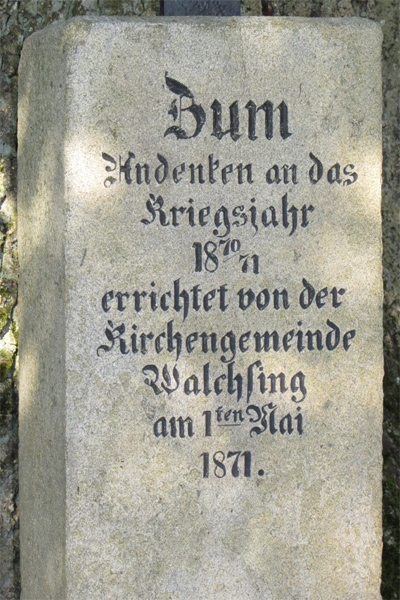 Zum
Andenken an das
Kriegsjahr
1870/71
errichtet von der
Kirchengemeinde
Walchſing
am 1ten Mai
1871.